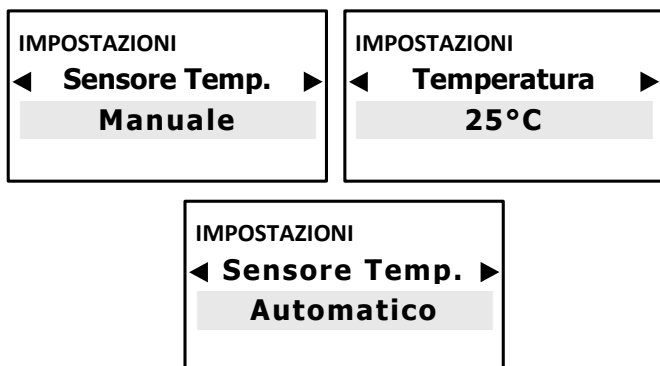 IMPOSTAZIONI
◀ Sensore Temp. ▶
Manuale
IMPOSTAZIONI
◀ Temperatura ▶
25°C
IMPOSTAZIONI
◀ Sensore Temp. ▶
Automatico